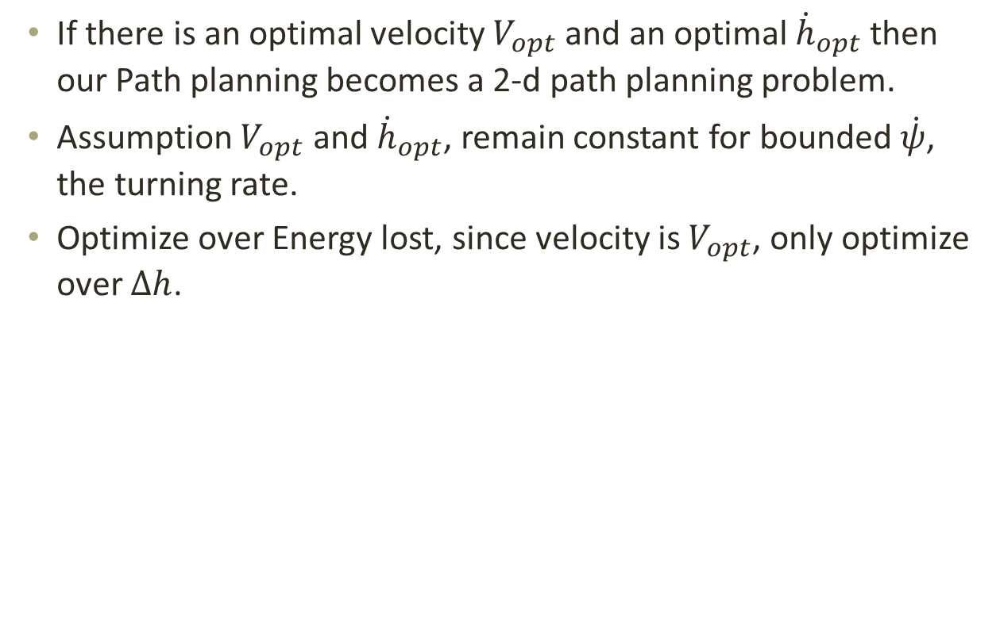 • If there is an optimal velocity $V_{opt}$ and an optimal $\dot{h}_{opt}$ then
our Path planning becomes a 2-d path planning problem.
• Assumption $V_{opt}$ and $\dot{h}_{opt}$, remain constant for bounded $\dot{\psi}$,
the turning rate.
• Optimize over Energy lost, since velocity is $V_{opt}$, only optimize
over $\Delta h$.